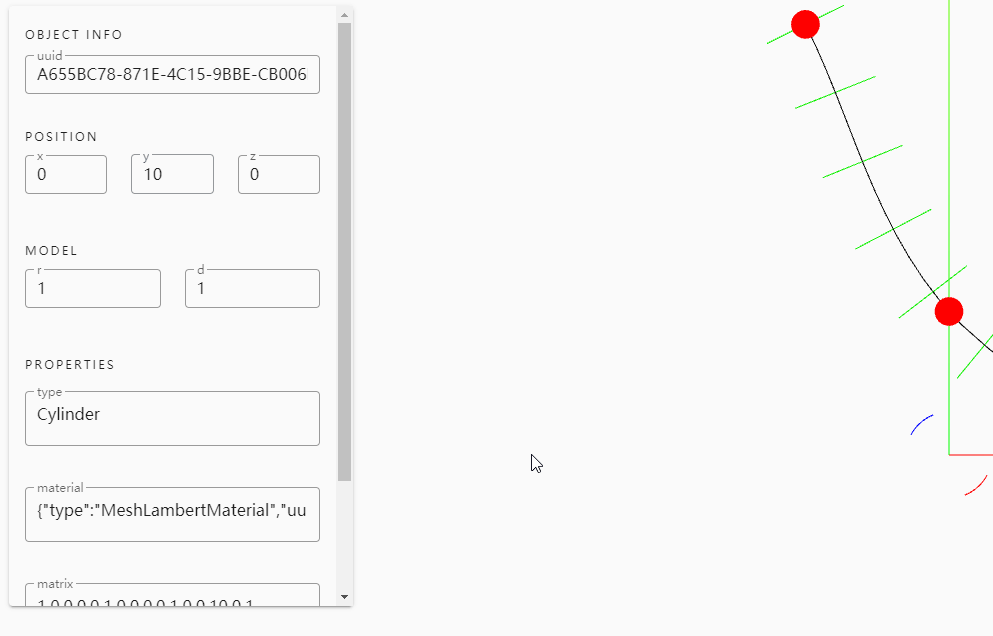 OBJECT INFO
uuid
A655BC78-871E-4C15-9BBE-CB006
POSITION
x y z
0 10 0
MODEL
r d
1 1
PROPERTIES
type
Cylinder
material
{"type":"MeshLambertMaterial","uu
matrix
1,0,0,0,0,1,0,0,0,0,1,0,0,10,0,1